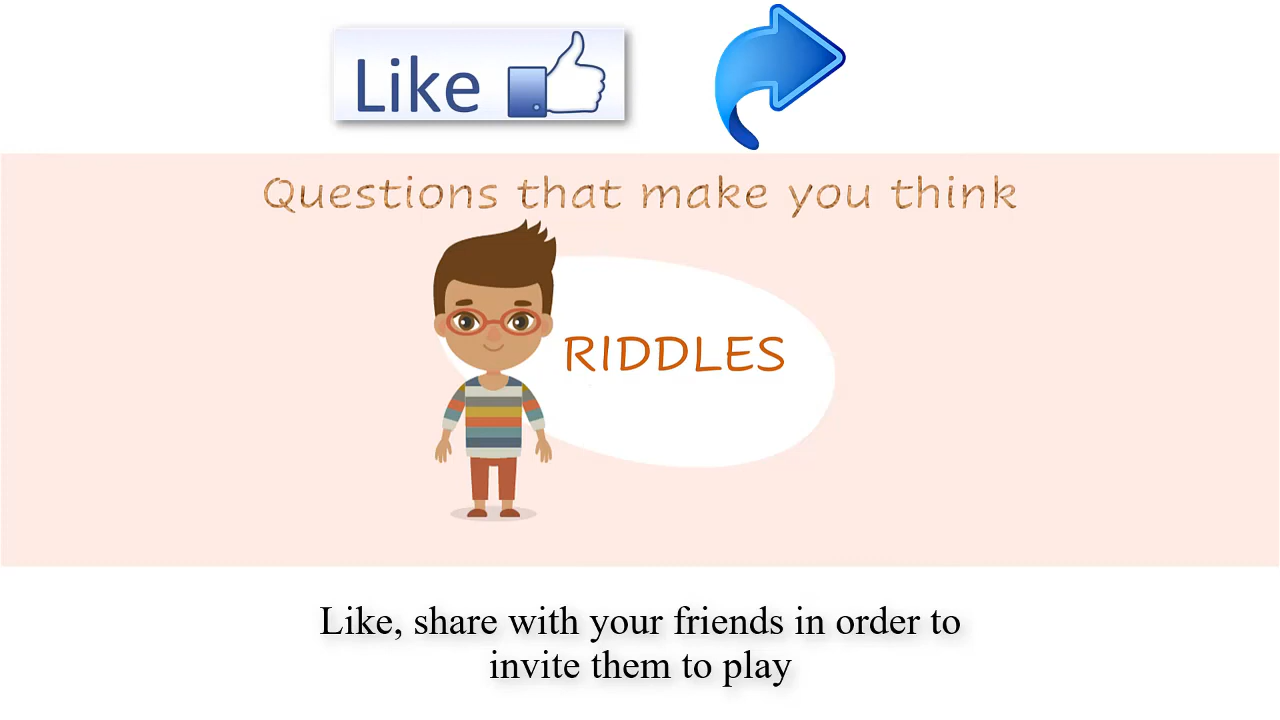 Like
Questions that make you think
RIDDLES
Like, share with your friends in order to
invite them to play